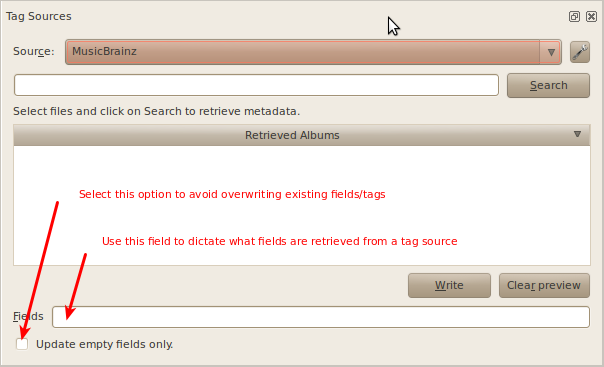 Tag Sources
Source: MusicBrainz
Search
Select files and click on Search to retrieve metadata.
Retrieved Albums
Select this option to avoid overwriting existing fields/tags
Use this field to dictate what fields are retrieved from a tag source
Write Clear preview
Fields
Update empty fields only.